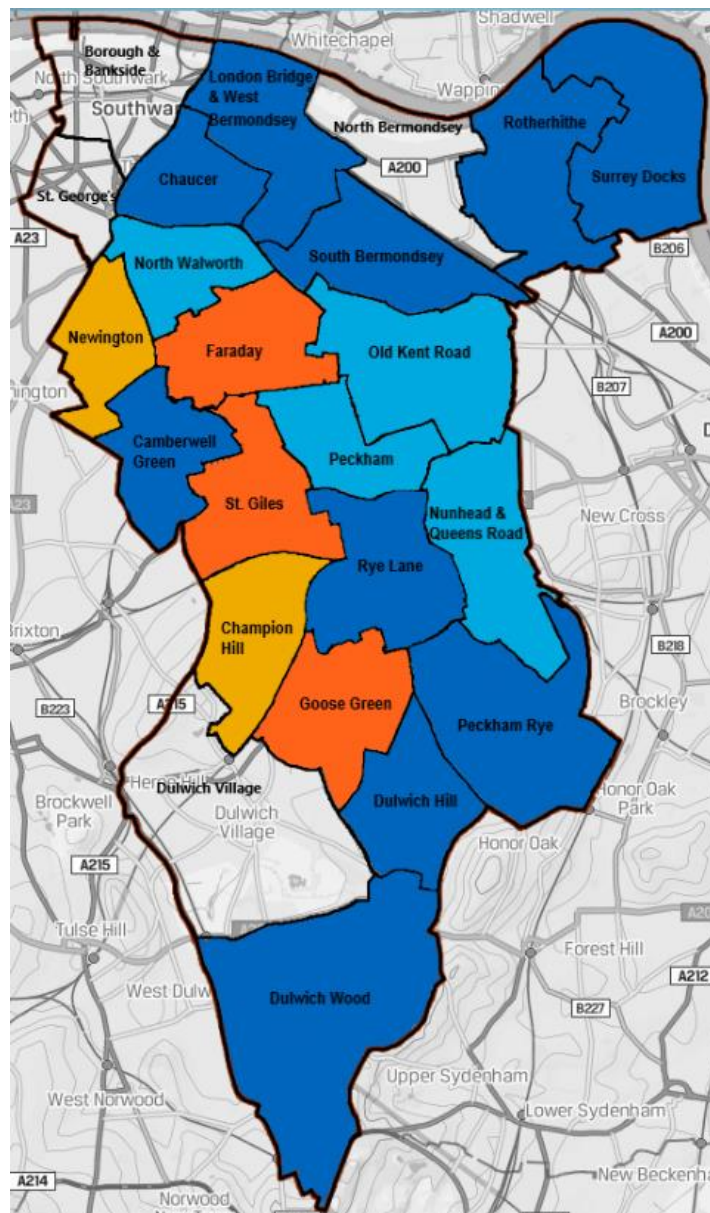 Shadwell
Whitechapel
Borough &
Bankside
North Southwark
London Bridge
& West
Bermondsey
Wapping
Southwar
North Bermondsey
Rotherhithe
A200
Chaucer
Surrey Docks
St. George's
A23
B206
North Walworth
South Bermondsey
A200
Newington
Faraday
Old Kent Road
B207
Camberwell
Green
Peckham
St. Giles
Nunhead &
Queens Road
New Cross
Rye Lane
Brixton
Champion
Hill
B218
A215
B223
Goose Green
Brockley
Peckham Rye
Herne Hill
Dulwich Village
Dulwich Hill
Honor Oak
Park
Brockwell
Park
Dulwich
Village
Honor Oak
A215
Tulse Hill
Forest Hill
A212
West Dulw
Dulwich Wood
B227
Upper Sydenham
West Norwood
Lower Sydenham
New Beckenha
A214
Norwood